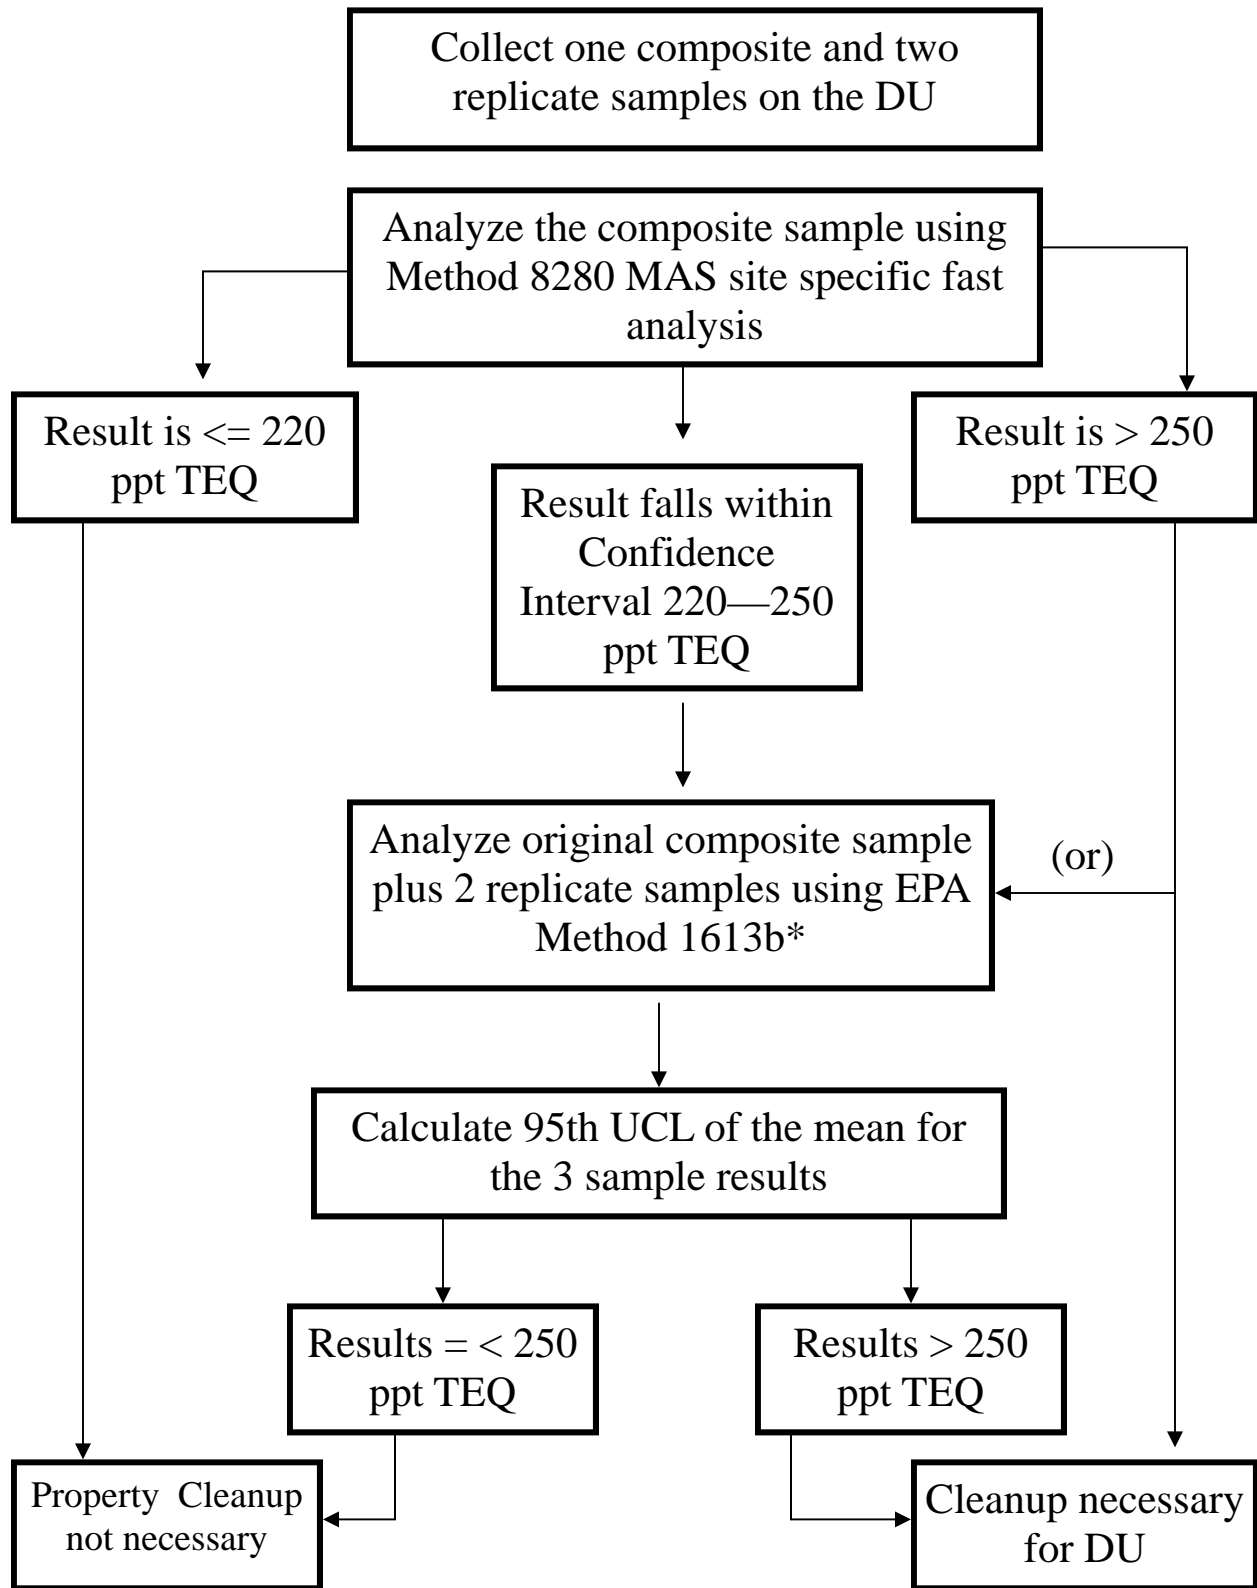 Collect one composite and two
replicate samples on the DU
Analyze the composite sample using
Method 8280 MAS site specific fast
analysis
Result is <= 220
ppt TEQ
Result falls within
Confidence
Interval 220—250
ppt TEQ
Result is > 250
ppt TEQ
Analyze original composite sample
plus 2 replicate samples using EPA
Method 1613b*
(or)
Calculate 95th UCL of the mean for
the 3 sample results
Results = < 250
ppt TEQ
Results > 250
ppt TEQ
Property  Cleanup
not necessary
Cleanup necessary
for DU